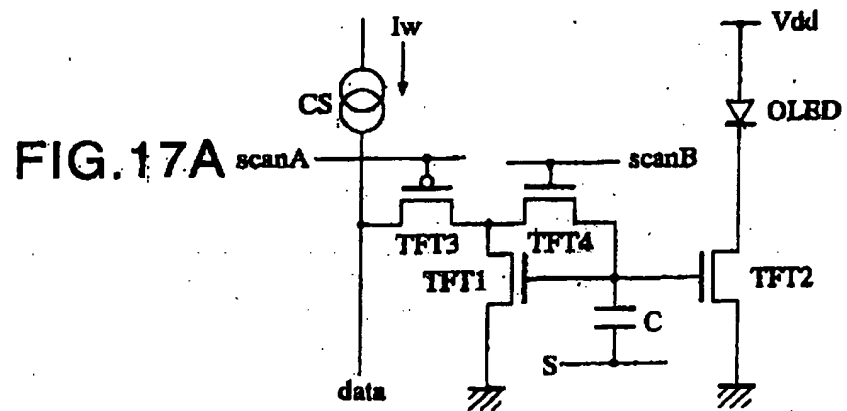 Iw
Vdd
CS
OLED
FIG.17A
scanA
scanB
TFT3
TFT4
TFT1
TFT2
C
S
data